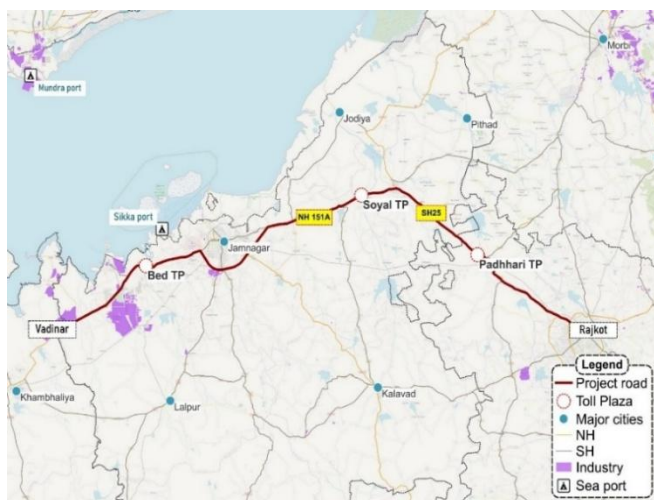 Morbi
Mundra port
Jodiya
Pithad
Soyal TP
NH 151A
SH25
Sikka port
Jamnagar
Bed TP
Padhhari TP
Vadinar
Rajkot
Khambhaliya
Lalpur
Kalavad
Legend
Project road
Toll Plaza
Major cities
NH
SH
Industry
Sea port